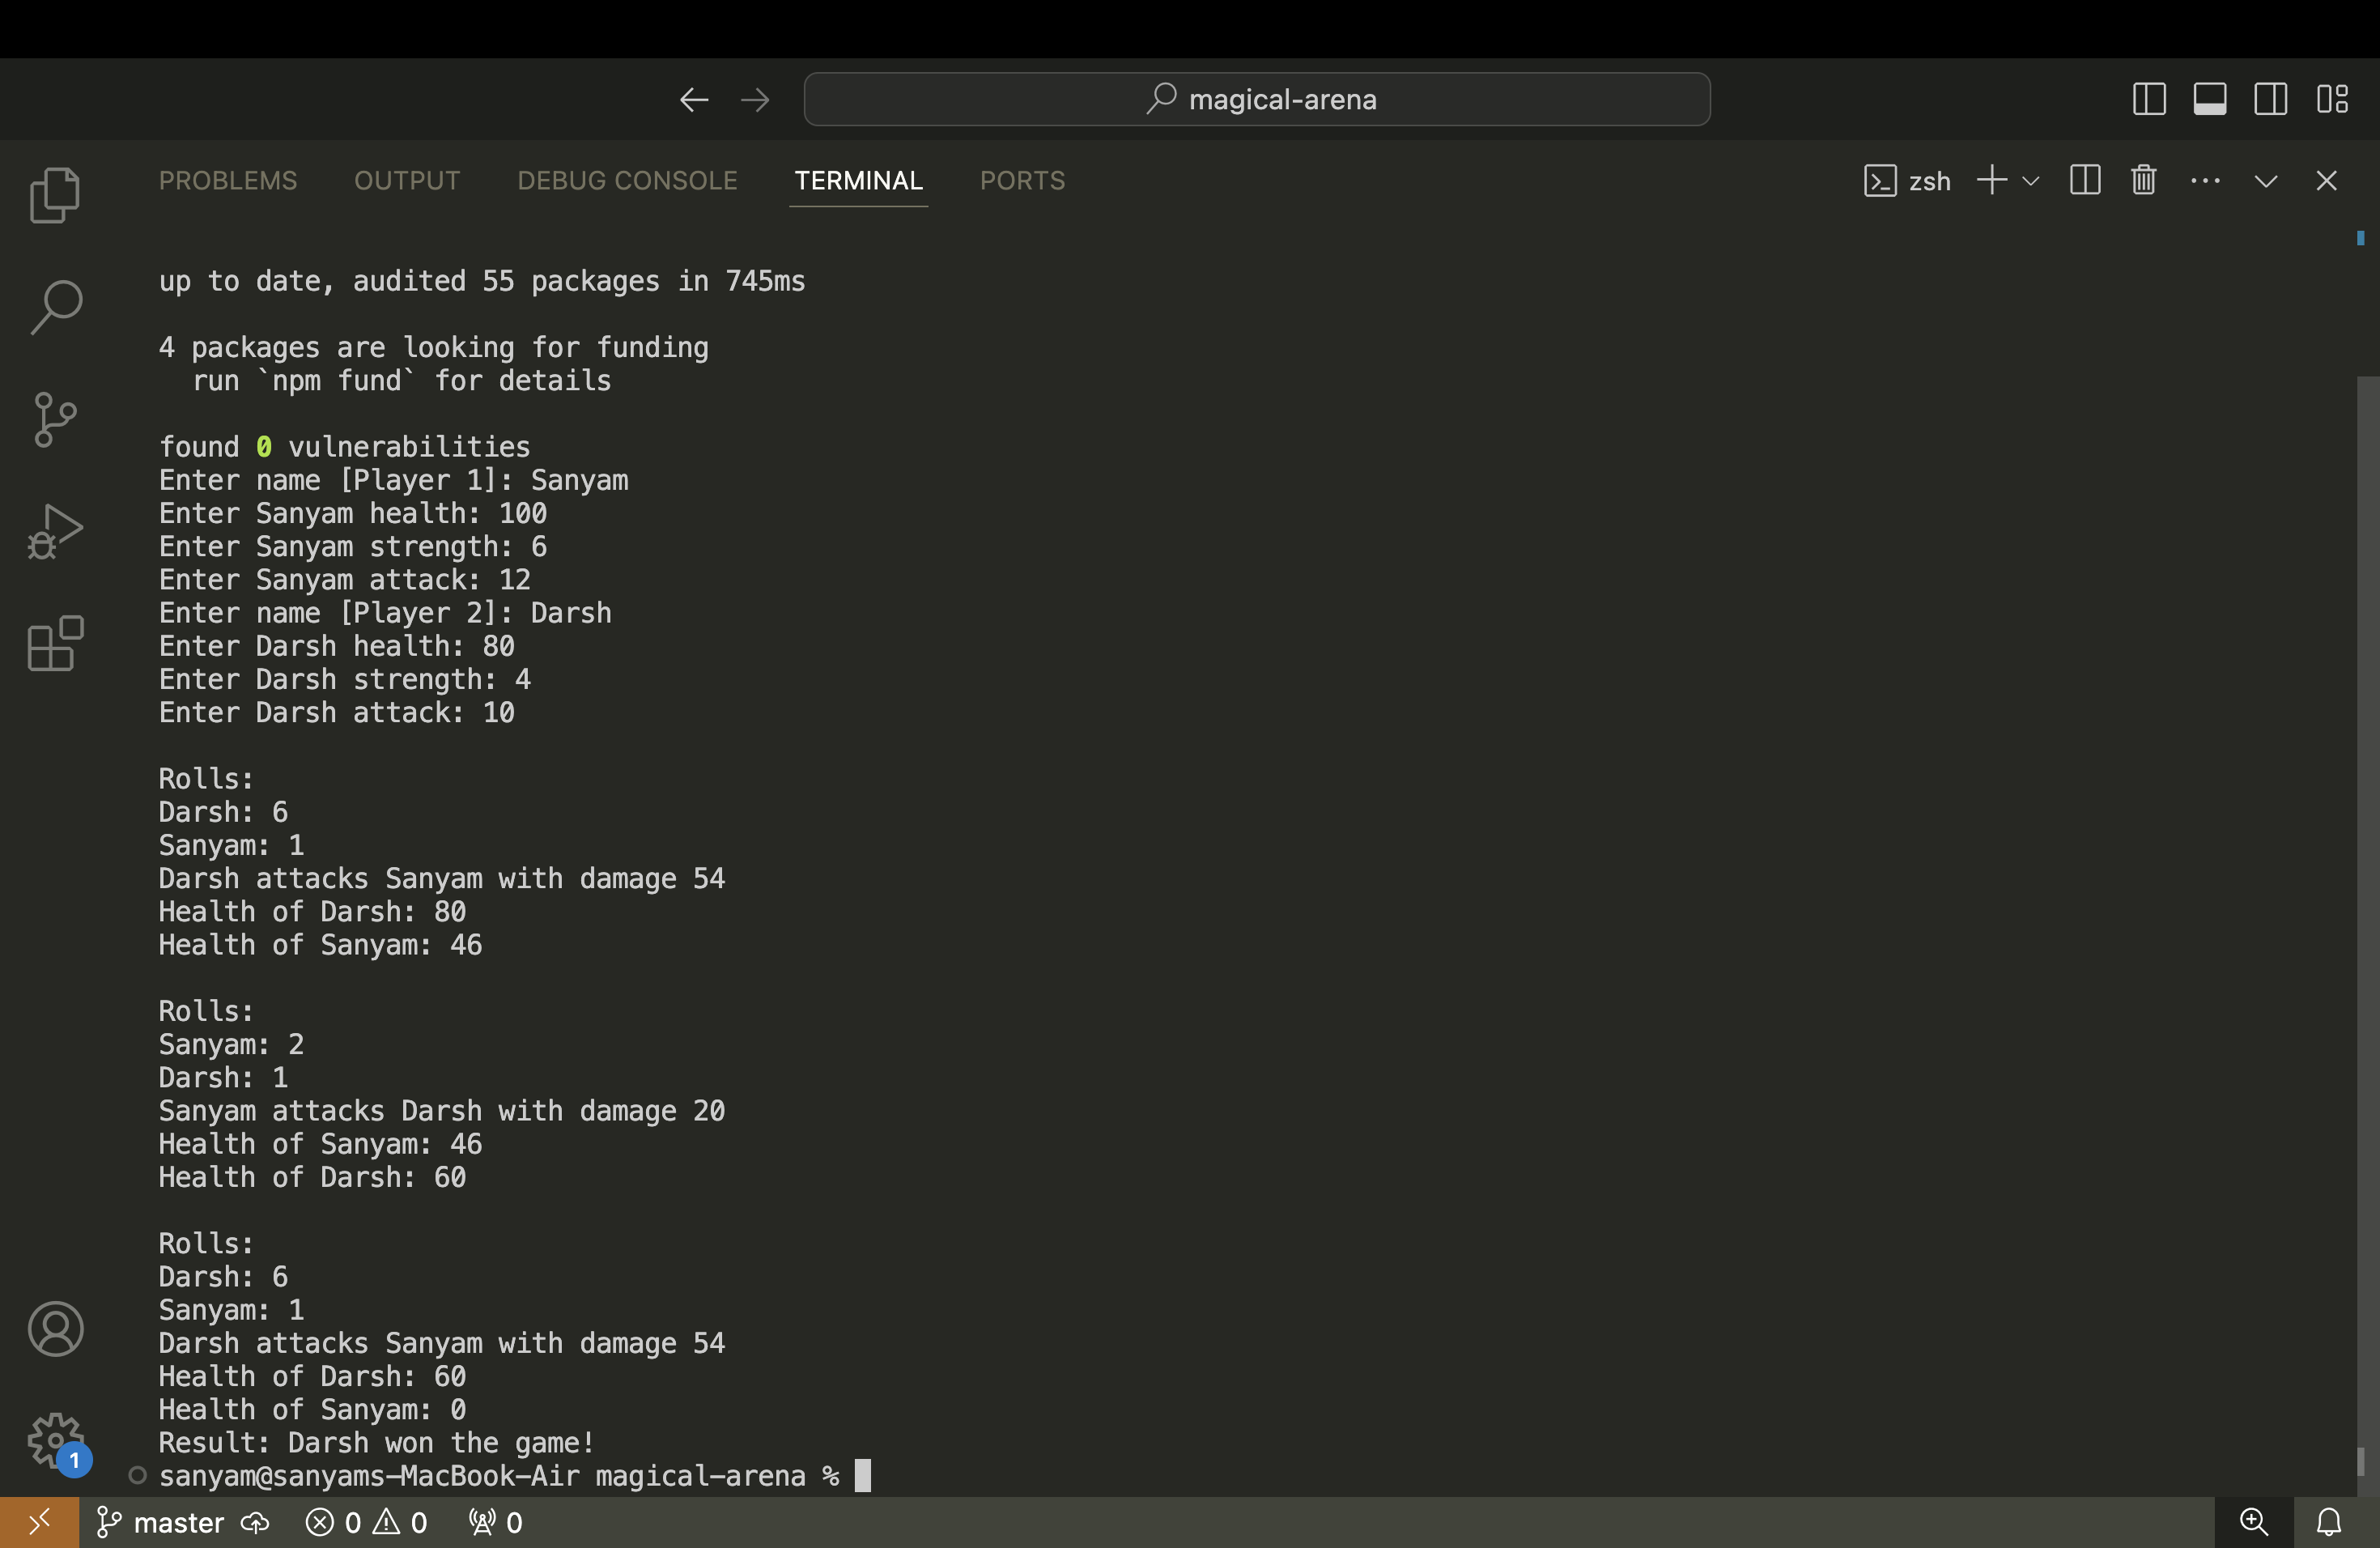 magical-arena
PROBLEMS OUTPUT DEBUG CONSOLE TERMINAL PORTS zsh
up to date, audited 55 packages in 745ms
4 packages are looking for funding
  run `npm fund` for details
found 0 vulnerabilities
Enter name [Player 1]: Sanyam
Enter Sanyam health: 100
Enter Sanyam strength: 6
Enter Sanyam attack: 12
Enter name [Player 2]: Darsh
Enter Darsh health: 80
Enter Darsh strength: 4
Enter Darsh attack: 10
Rolls:
Darsh: 6
Sanyam: 1
Darsh attacks Sanyam with damage 54
Health of Darsh: 80
Health of Sanyam: 46
Rolls:
Sanyam: 2
Darsh: 1
Sanyam attacks Darsh with damage 20
Health of Sanyam: 46
Health of Darsh: 60
Rolls:
Darsh: 6
Sanyam: 1
Darsh attacks Sanyam with damage 54
Health of Darsh: 60
Health of Sanyam: 0
Result: Darsh won the game!
sanyam@sanyams-MacBook-Air magical-arena %
1
master 0 0 0